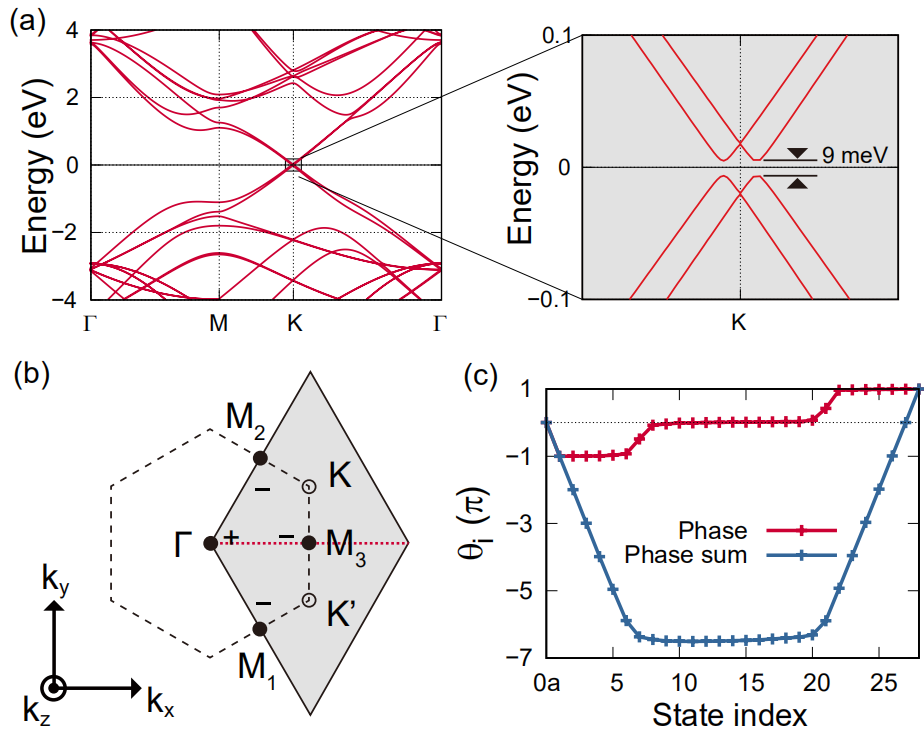 (a)
Energy (eV)
4
2
0
−2
−4
Γ
M
K
Γ
Energy (eV)
0.1
0
−0.1
K
9 meV
(b)
M2
K
Γ
+
−
−
−
M3
K'
M1
ky
kz
kx
(c)
θi (π)
1
−1
−3
−5
−7
Phase
Phase sum
0a
5
10
15
20
25
State index